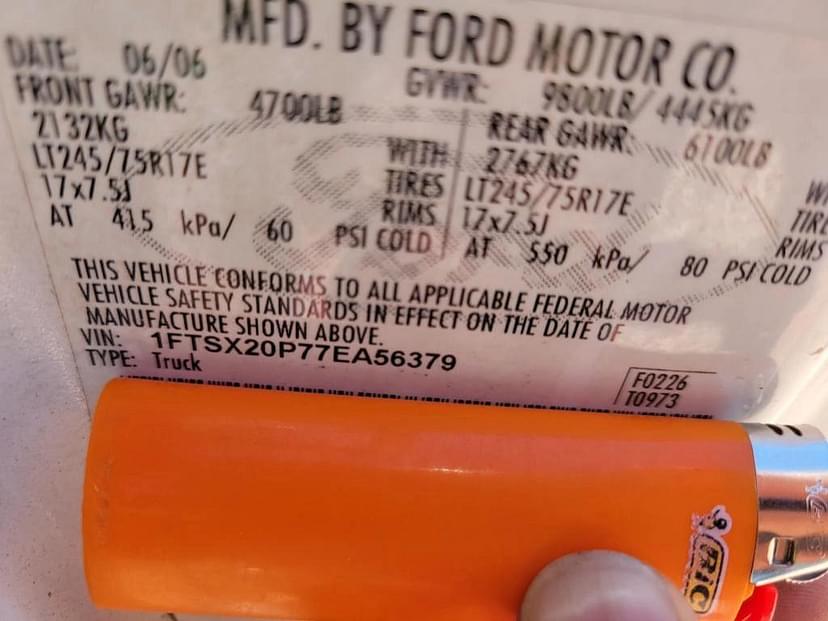 MFD. BY FORD MOTOR CO.
DATE: 06/06 GVWR: 9800LB/ 4445KG
FRONT GAWR: 4700LB REAR GAWR: 6100LB
2132KG WITH 2767KG
LT245/75R17E TIRES LT245/75R17E TIRE
17x7.5J RIMS 17x7.5J RIMS
AT 415 kPa/ 60 PSI COLD AT 550 kPa/ 80 PSI COLD
THIS VEHICLE CONFORMS TO ALL APPLICABLE FEDERAL MOTOR
VEHICLE SAFETY STANDARDS IN EFFECT ON THE DATE OF
MANUFACTURE SHOWN ABOVE.
VIN: 1FTSX20P77EA56379
TYPE: Truck
F0226
T0973
BIC